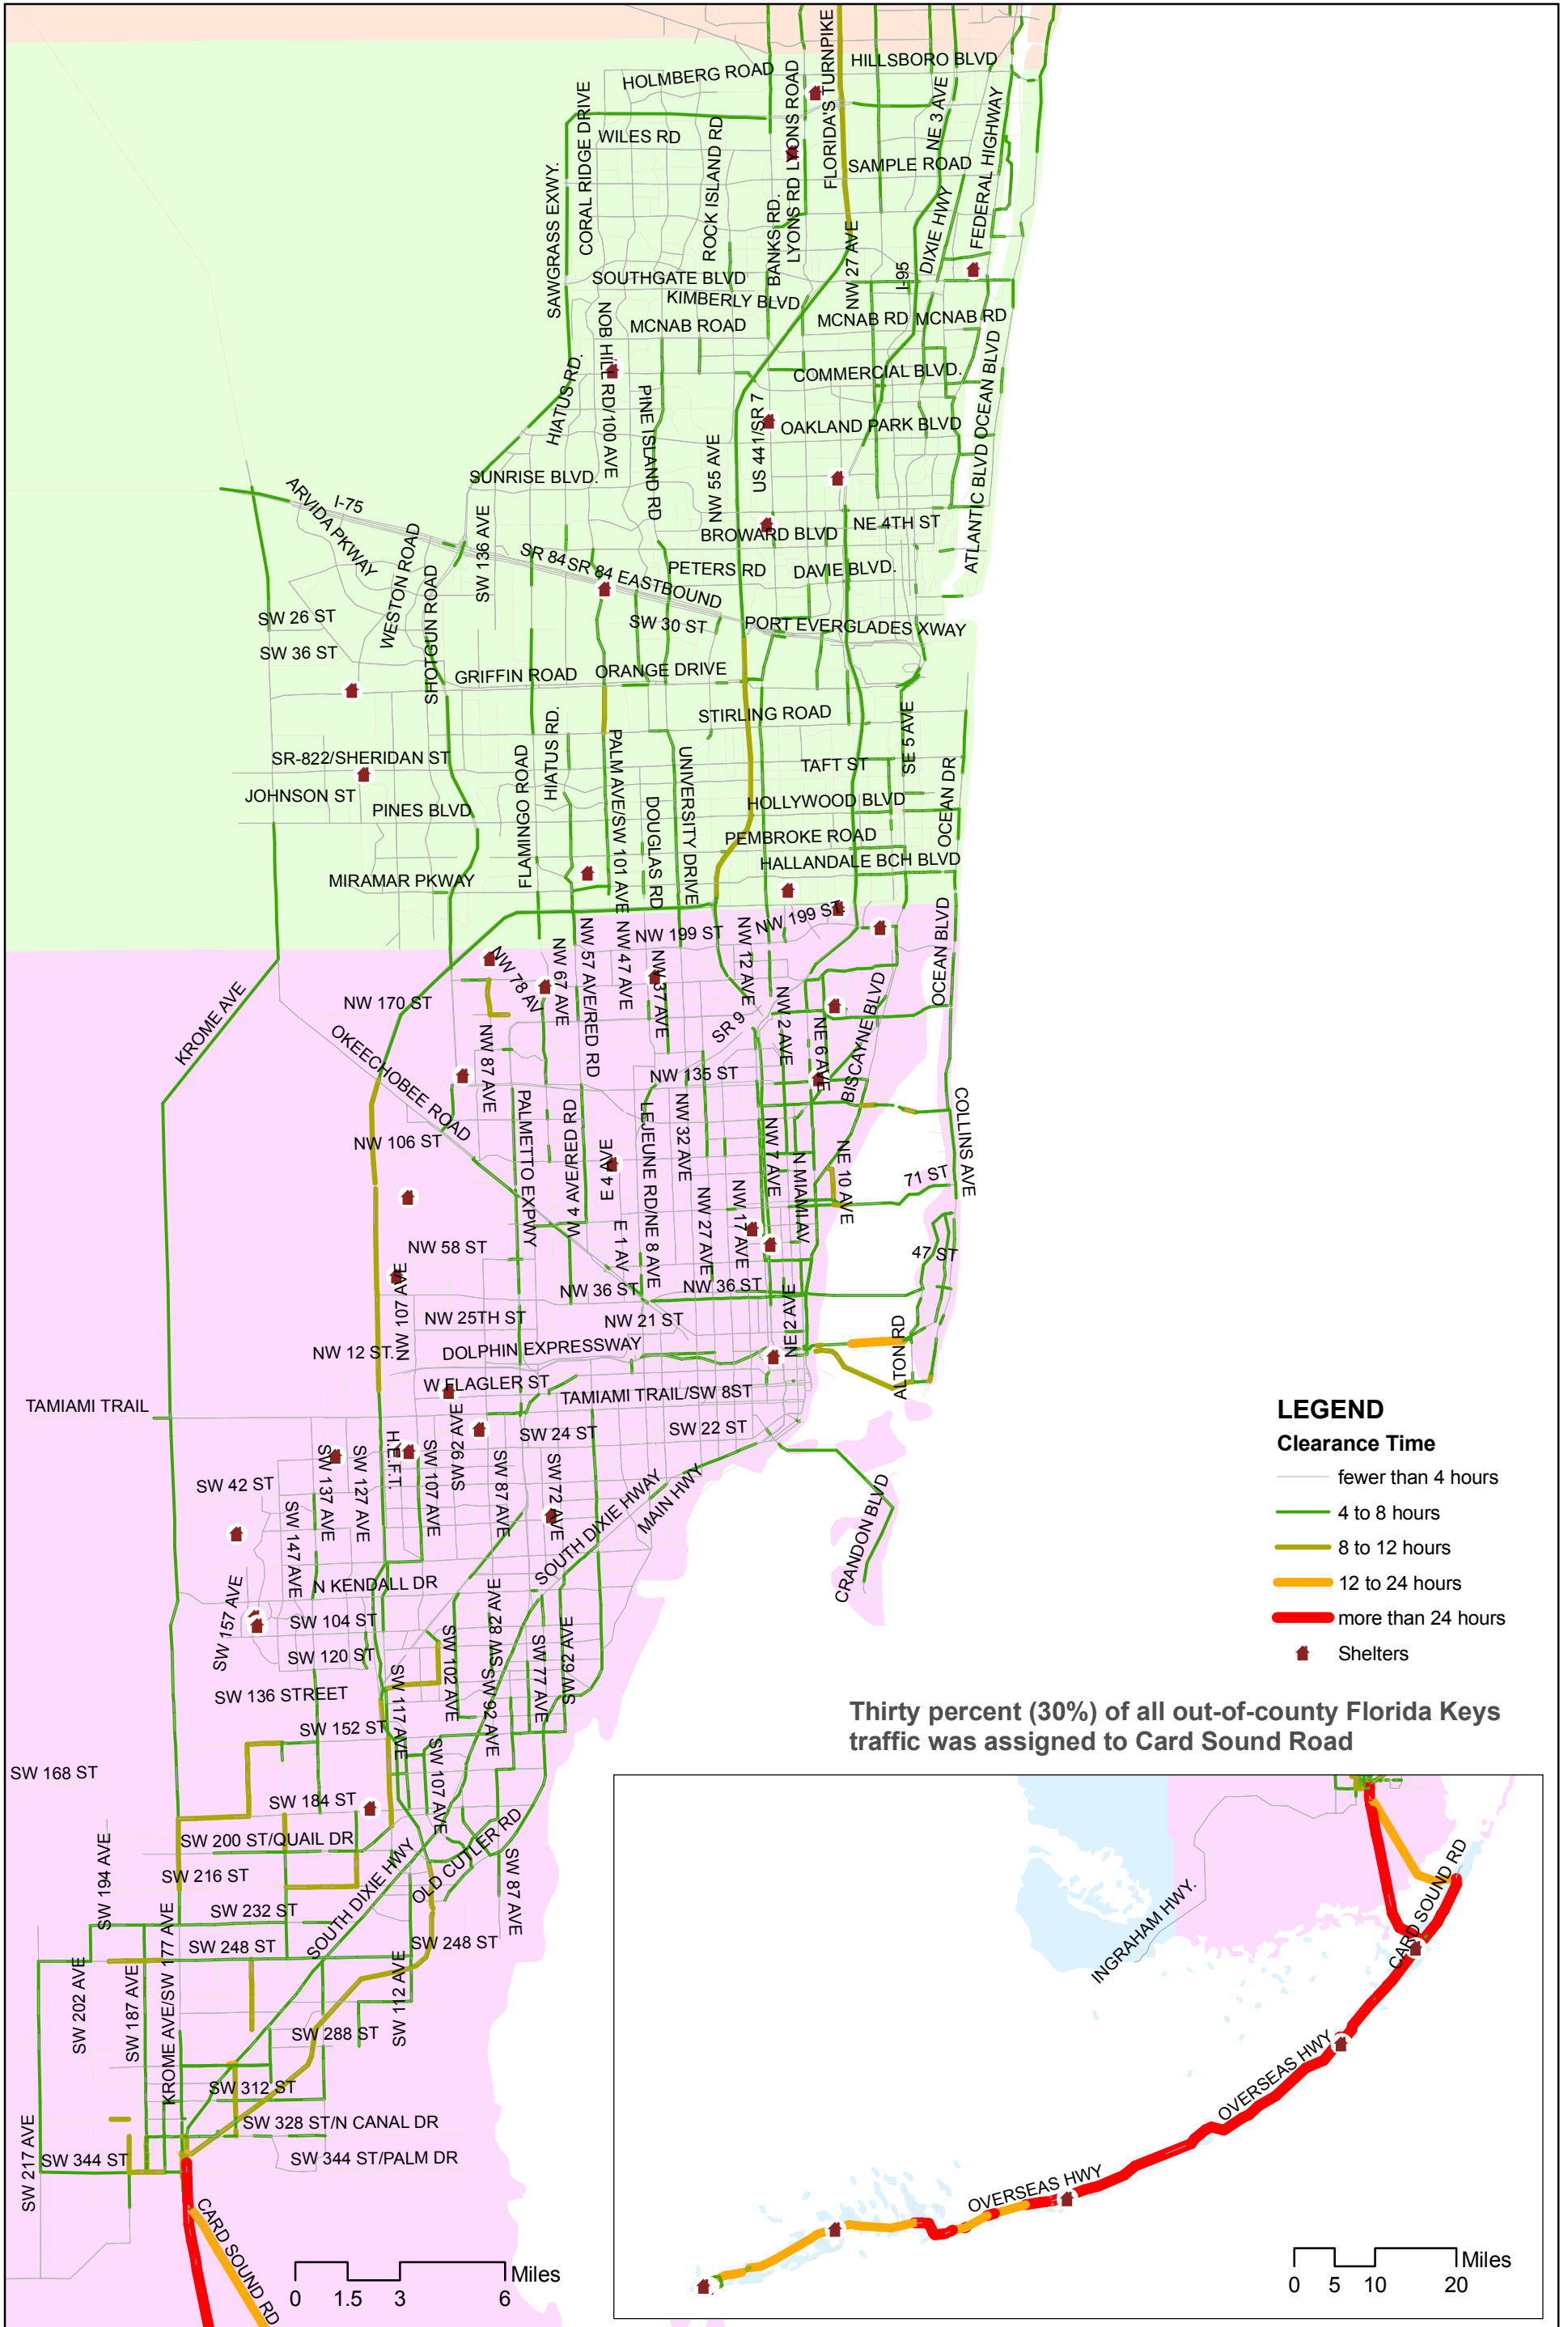 HOLMBERG ROAD
HILLSBORO BLVD
FLORIDA'S TURNPIKE
LYONS ROAD
CORAL RIDGE DRIVE
WILES RD
ROCK ISLAND RD
NE 3 AVE
FEDERAL HIGHWAY
SAMPLE ROAD
SAWGRASS EXWY.
LYONS RD
BANKS RD.
DIXIE HWY
NW 27 AVE
I-95
SOUTHGATE BLVD
KIMBERLY BLVD
MCNAB ROAD
MCNAB RD
MCNAB RD
NOB HILL RD/100 AVE
HIATUS RD.
COMMERCIAL BLVD.
OCEAN BLVD
PINE ISLAND RD
US 441/SR 7
OAKLAND PARK BLVD
NW 55 AVE
SUNRISE BLVD.
ATLANTIC BLVD
I-75
ARVIDA PKWAY
SW 136 AVE
NE 4TH ST
BROWARD BLVD
WESTON ROAD
SHOTGUN ROAD
SR 84
SR 84 EASTBOUND
PETERS RD
DAVIE BLVD.
SW 26 ST
SW 30 ST
PORT EVERGLADES XWAY
SW 36 ST
GRIFFIN ROAD
ORANGE DRIVE
STIRLING ROAD
SE 5 AVE
HIATUS RD.
SR-822/SHERIDAN ST
TAFT ST
FLAMINGO ROAD
PALM AVE/SW 101 AVE
UNIVERSITY DRIVE
OCEAN DR
JOHNSON ST
PINES BLVD
HOLLYWOOD BLVD
DOUGLAS RD
PEMBROKE ROAD
HALLANDALE BCH BLVD
MIRAMAR PKWAY
NW 199 ST
NW 199 ST
OCEAN BLVD
NW 12 AVE
NW 78 AV
NW 67 AVE
NW 57 AVE/RED RD
NW 47 AVE
NW 37 AVE
KROME AVE
NW 170 ST
OKEECHOBEE ROAD
SR 9
NW 2 AVE
NE 6 AVE
BISCAYNE BLVD
NW 87 AVE
NW 135 ST
COLLINS AVE
PALMETTO EXPWY
W 4 AVE/RED RD
LEJEUNE RD/NE 8 AVE
NW 32 AVE
NW 106 ST
E 4 AVE
NW 7 AVE
N MIAMI AV
NE 10 AVE
71 ST
NW 27 AVE
NW 17 AVE
E 1 AV
NW 58 ST
47 ST
NW 107 AVE
NW 36 ST
NW 36 ST
NW 25TH ST
NW 21 ST
NE 2 AVE
ALTON RD
NW 12 ST.
DOLPHIN EXPRESSWAY
W FLAGLER ST
TAMIAMI TRAIL/SW 8ST
TAMIAMI TRAIL
SW 92 AVE
SW 24 ST
SW 22 ST
H.E.F.T.
SW 42 ST
SW 137 AVE
SW 127 AVE
SW 107 AVE
SW 87 AVE
SW 72 AVE
SOUTH DIXIE HWAY
MAIN HWY
CRANDON BLVD
SW 147 AVE
N KENDALL DR
SW 157 AVE
SW 104 ST
SW 120 ST
SW 102 AVE
SW 82 AVE
SW 92 AVE
SW 77 AVE
SW 62 AVE
SW 136 STREET
SW 117 AVE
SW 152 ST
SW 107 AVE
SW 168 ST
SW 184 ST
SW 200 ST/QUAIL DR
OLD CUTLER RD
SW 194 AVE
SW 216 ST
SOUTH DIXIE HWY
SW 87 AVE
SW 232 ST
SW 248 ST
SW 248 ST
SW 202 AVE
SW 187 AVE
KROME AVE/SW 177 AVE
SW 112 AVE
SW 288 ST
SW 312 ST
SW 217 AVE
SW 328 ST/N CANAL DR
SW 344 ST
SW 344 ST/PALM DR
CARD SOUND RD
0 1.5 3 6 Miles
LEGEND
Clearance Time
fewer than 4 hours
4 to 8 hours
8 to 12 hours
12 to 24 hours
more than 24 hours
Shelters
Thirty percent (30%) of all out-of-county Florida Keys
traffic was assigned to Card Sound Road
INGRAHAM HWY.
CARD SOUND RD
OVERSEAS HWY
OVERSEAS HWY
0 5 10 20 Miles